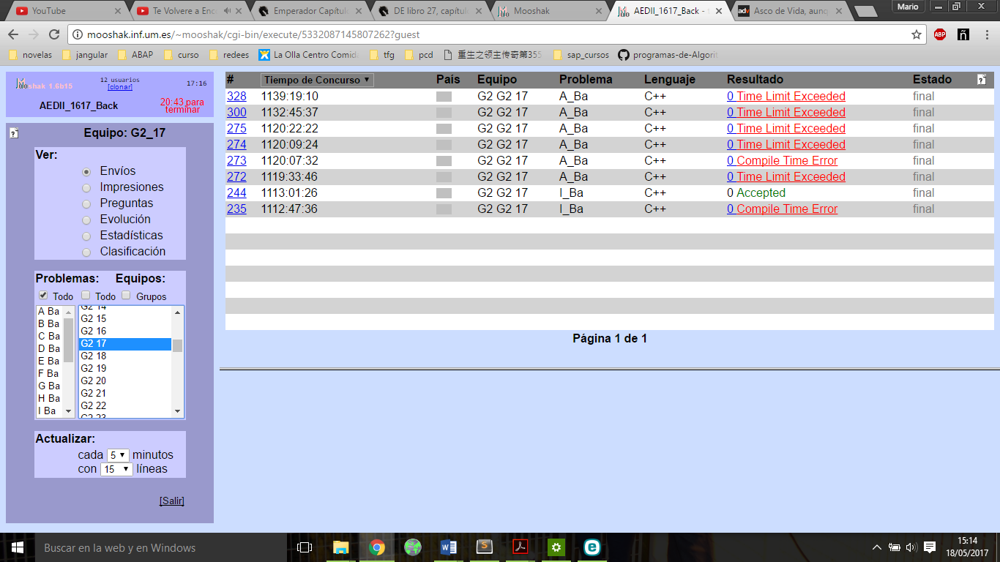 YouTube
Te Volvere a Enc
Emperador Capítul
DE libro 27, capítul
Mooshak
AEDII_1617_Back -
Asco de Vida, aunq
Mario
mooshak.inf.um.es/~mooshak/cgi-bin/execute/5332087145807262?guest
ABP
ñ
novelas
jangular
ABAP
curso
redees
La Olla Centro Comida
tfg
pcd
重生之领主传奇第355
sap_cursos
programas-de-Algorit
Mooshak 1.6b15
12 usuarios
[clonar]
17:16
AEDII_1617_Back
20:43 para
terminar
Equipo: G2_17
Ver:
Envíos
Impresiones
Preguntas
Evolución
Estadísticas
Clasificación
Problemas: Equipos:
Todo Todo Grupos
A Ba
B Ba
C Ba
D Ba
E Ba
F Ba
G Ba
H Ba
I Ba
G2 14
G2 15
G2 16
G2 17
G2 18
G2 19
G2 20
G2 21
G2 22
G2 23
Actualizar:
cada 5 minutos
con 15 líneas
[Salir]
# Tiempo de Concurso País Equipo Problema Lenguaje Resultado Estado
328 1139:19:10 G2 G2 17 A_Ba C++ 0 Time Limit Exceeded final
300 1132:45:37 G2 G2 17 A_Ba C++ 0 Time Limit Exceeded final
275 1120:22:22 G2 G2 17 A_Ba C++ 0 Time Limit Exceeded final
274 1120:09:24 G2 G2 17 A_Ba C++ 0 Time Limit Exceeded final
273 1120:07:32 G2 G2 17 A_Ba C++ 0 Compile Time Error final
272 1119:33:46 G2 G2 17 A_Ba C++ 0 Time Limit Exceeded final
244 1113:01:26 G2 G2 17 I_Ba C++ 0 Accepted final
235 1112:47:36 G2 G2 17 I_Ba C++ 0 Compile Time Error final
Página 1 de 1
Buscar en la web y en Windows
15:14
18/05/2017